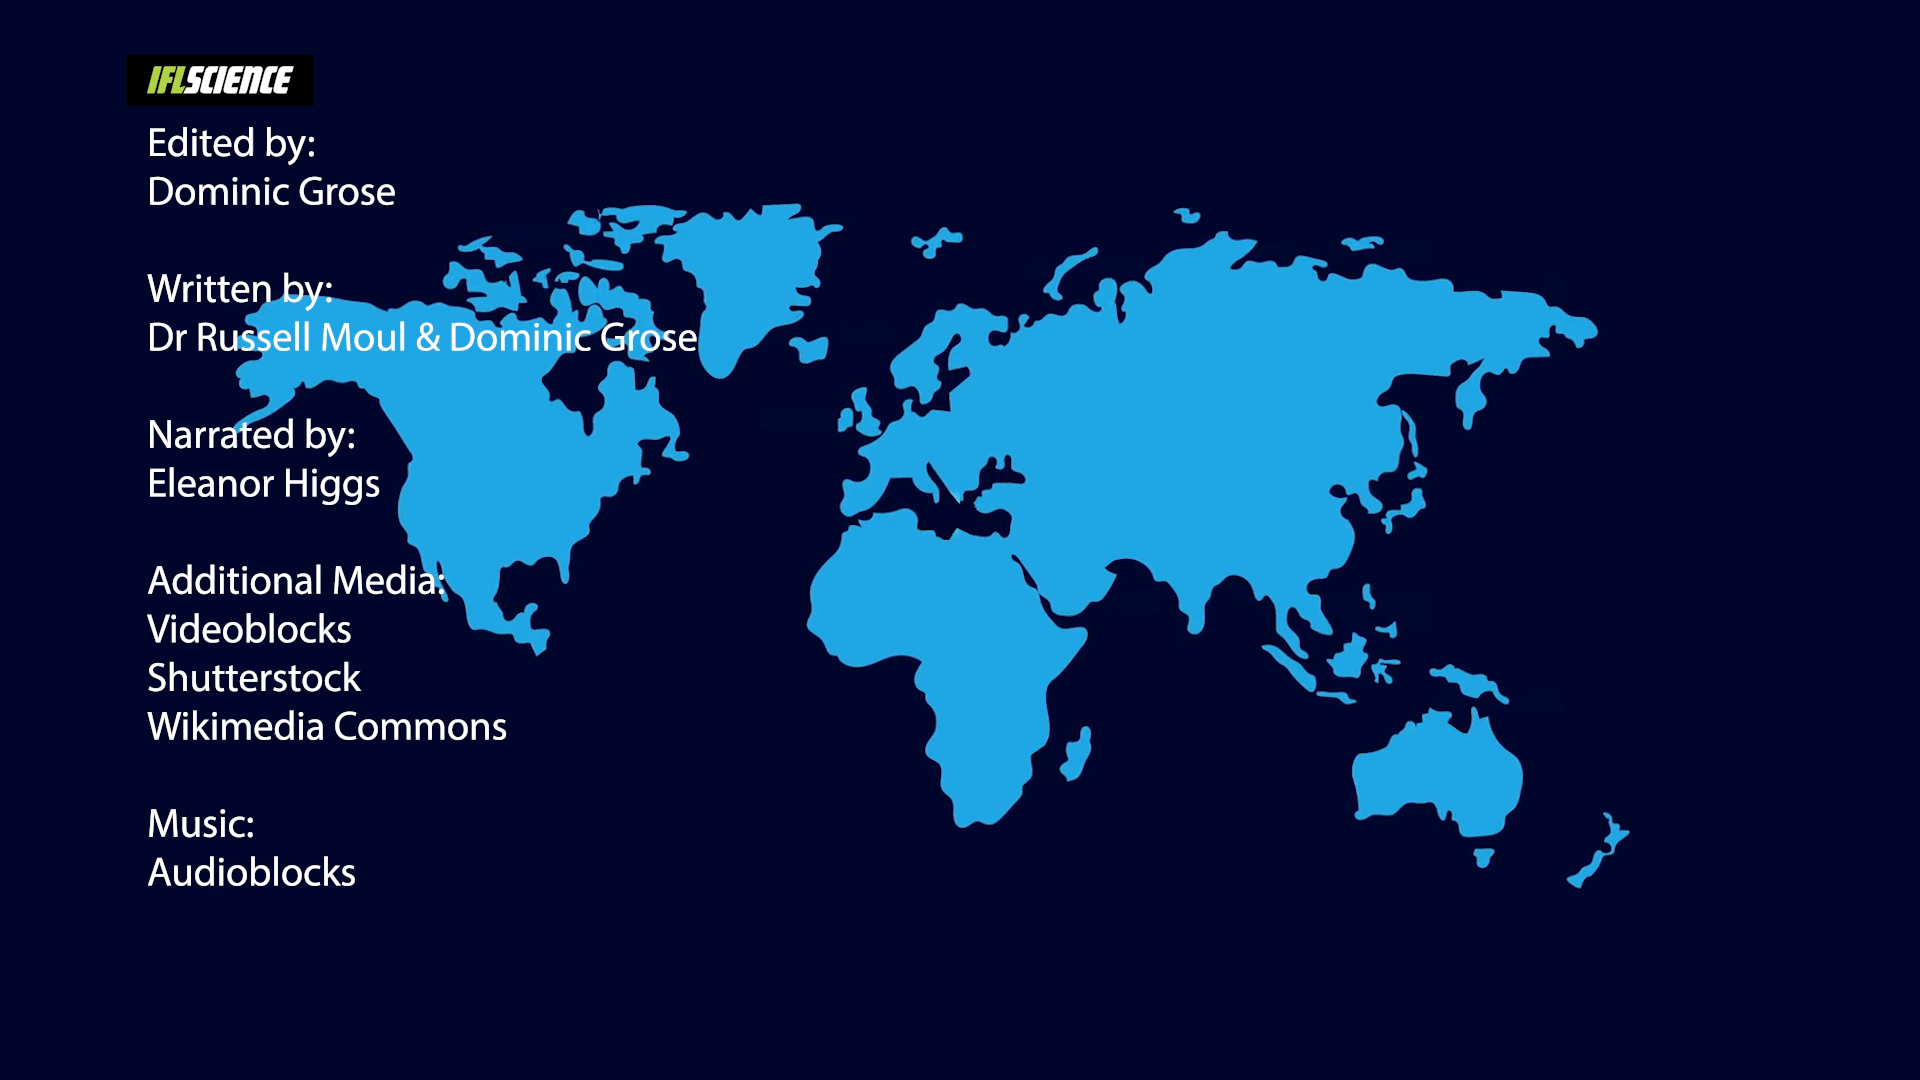 IFLSCIENCE
Edited by:
Dominic Grose
Written by:
Dr Russell Moul & Dominic Grose
Narrated by:
Eleanor Higgs
Additional Media:
Videoblocks
Shutterstock
Wikimedia Commons
Music:
Audioblocks